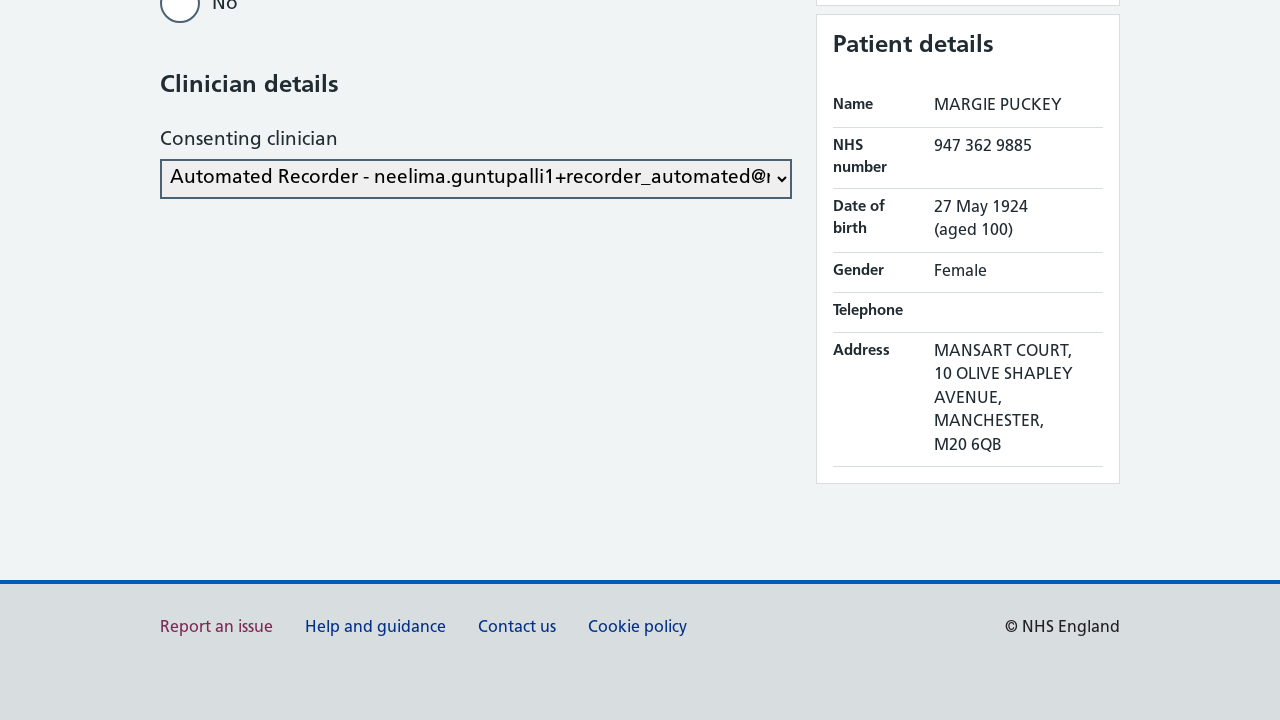 No
Clinician details
Consenting clinician
Automated Recorder - neelima.guntupalli1+recorder_automated@
Patient details
Name MARGIE PUCKEY
NHS number 947 362 9885
Date of birth 27 May 1924 (aged 100)
Gender Female
Telephone
Address MANSART COURT,
10 OLIVE SHAPLEY
AVENUE,
MANCHESTER,
M20 6QB
Report an issue Help and guidance Contact us Cookie policy © NHS England